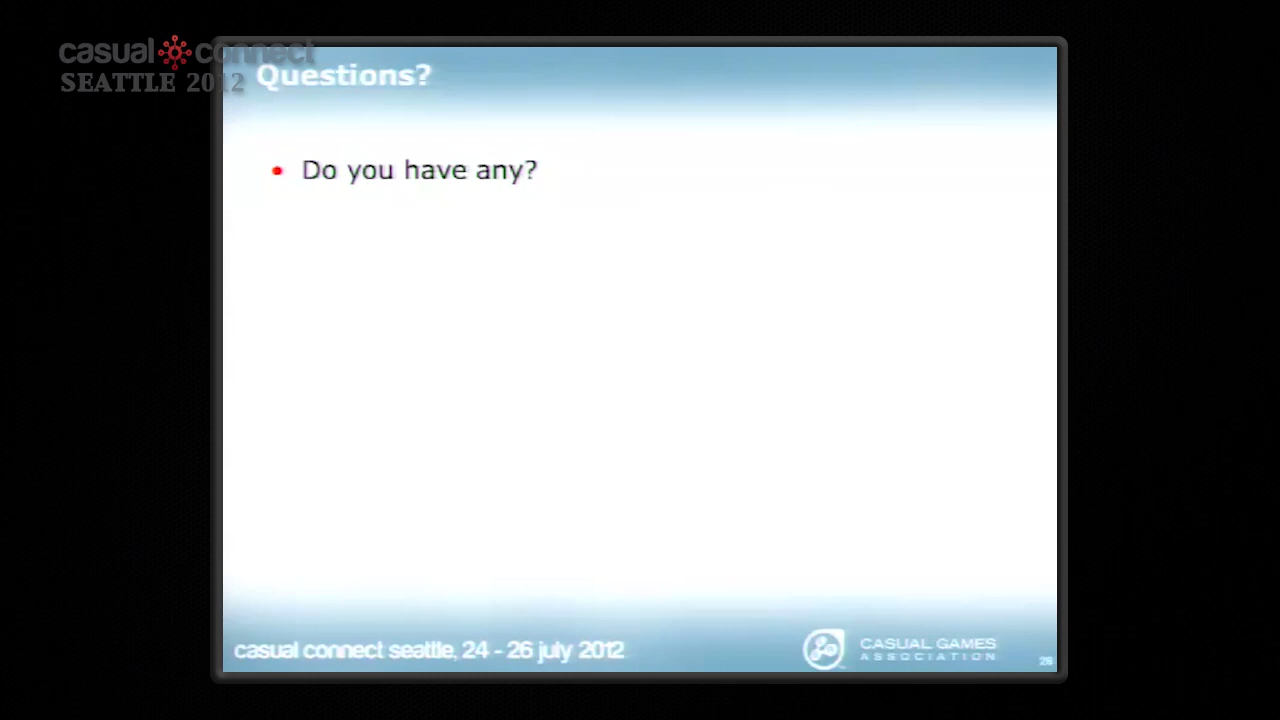 casual connect
SEATTLE 2012
Questions?
Do you have any?
casual connect seattle, 24 - 26 july 2012
CASUAL GAMES
ASSOCIATION